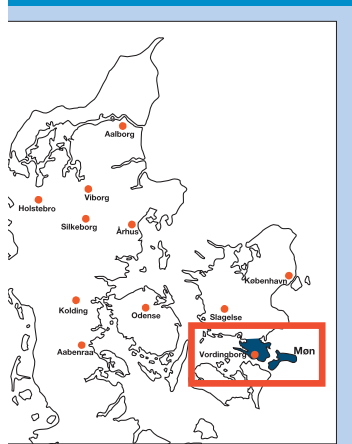 Aalborg
Viborg
Holstebro
Silkeborg
Århus
København
Kolding
Odense
Slagelse
Aabenraa
Vordingborg
Møn